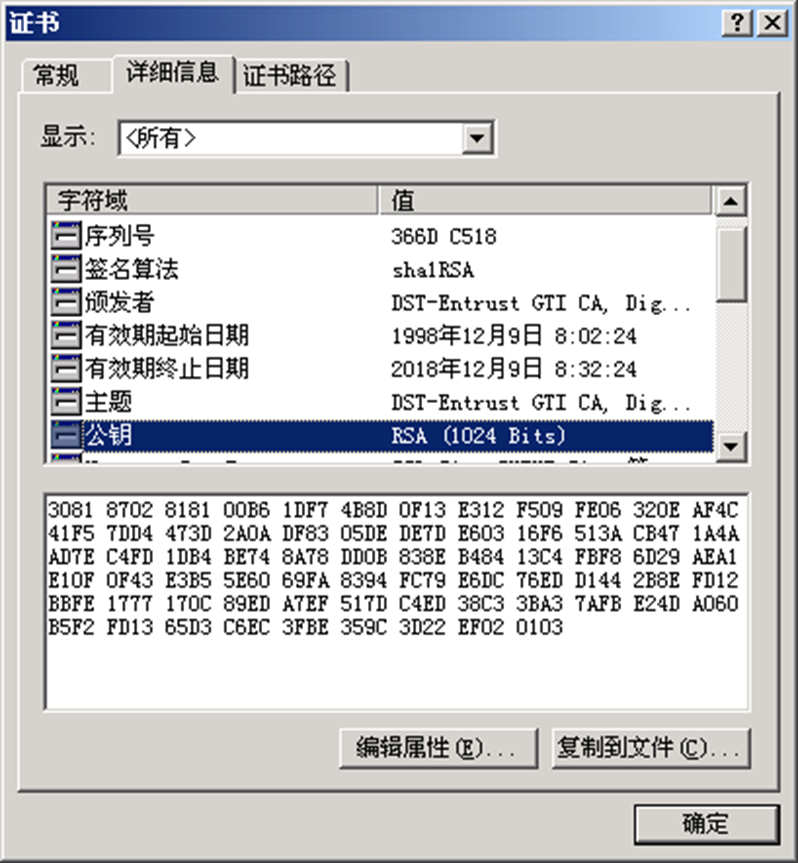 证书
常规 详细信息 证书路径
显示: <所有>
字符域 值
序列号 366D C518
签名算法 sha1RSA
颁发者 DST-Entrust GTI CA, Dig...
有效期起始日期 1998年12月9日 8:02:24
有效期终止日期 2018年12月9日 8:32:24
主题 DST-Entrust GTI CA, Dig...
公钥 RSA (1024 Bits)
3081 8702 8181 00B6 1DF7 4B8D 0F13 E312 F509 FE06 320E AF4C
41F5 7DD4 473D 2A0A DF83 05DE DE7D E603 16F6 513A CB47 1A4A
AD7E C4FD 1DB4 BE74 8A78 DD0B 838E B484 13C4 FBF8 6D29 AEA1
E10F 0F43 E3B5 5E60 69FA 8394 FC79 E6DC 76ED D144 2B8E FD12
BBFE 1777 170C 89ED A7EF 517D C4ED 38C3 3BA3 7AFB E24D A060
B5F2 FD13 65D3 C6EC 3FBE 359C 3D22 EF02 0103
编辑属性(E)... 复制到文件(C)...
确定